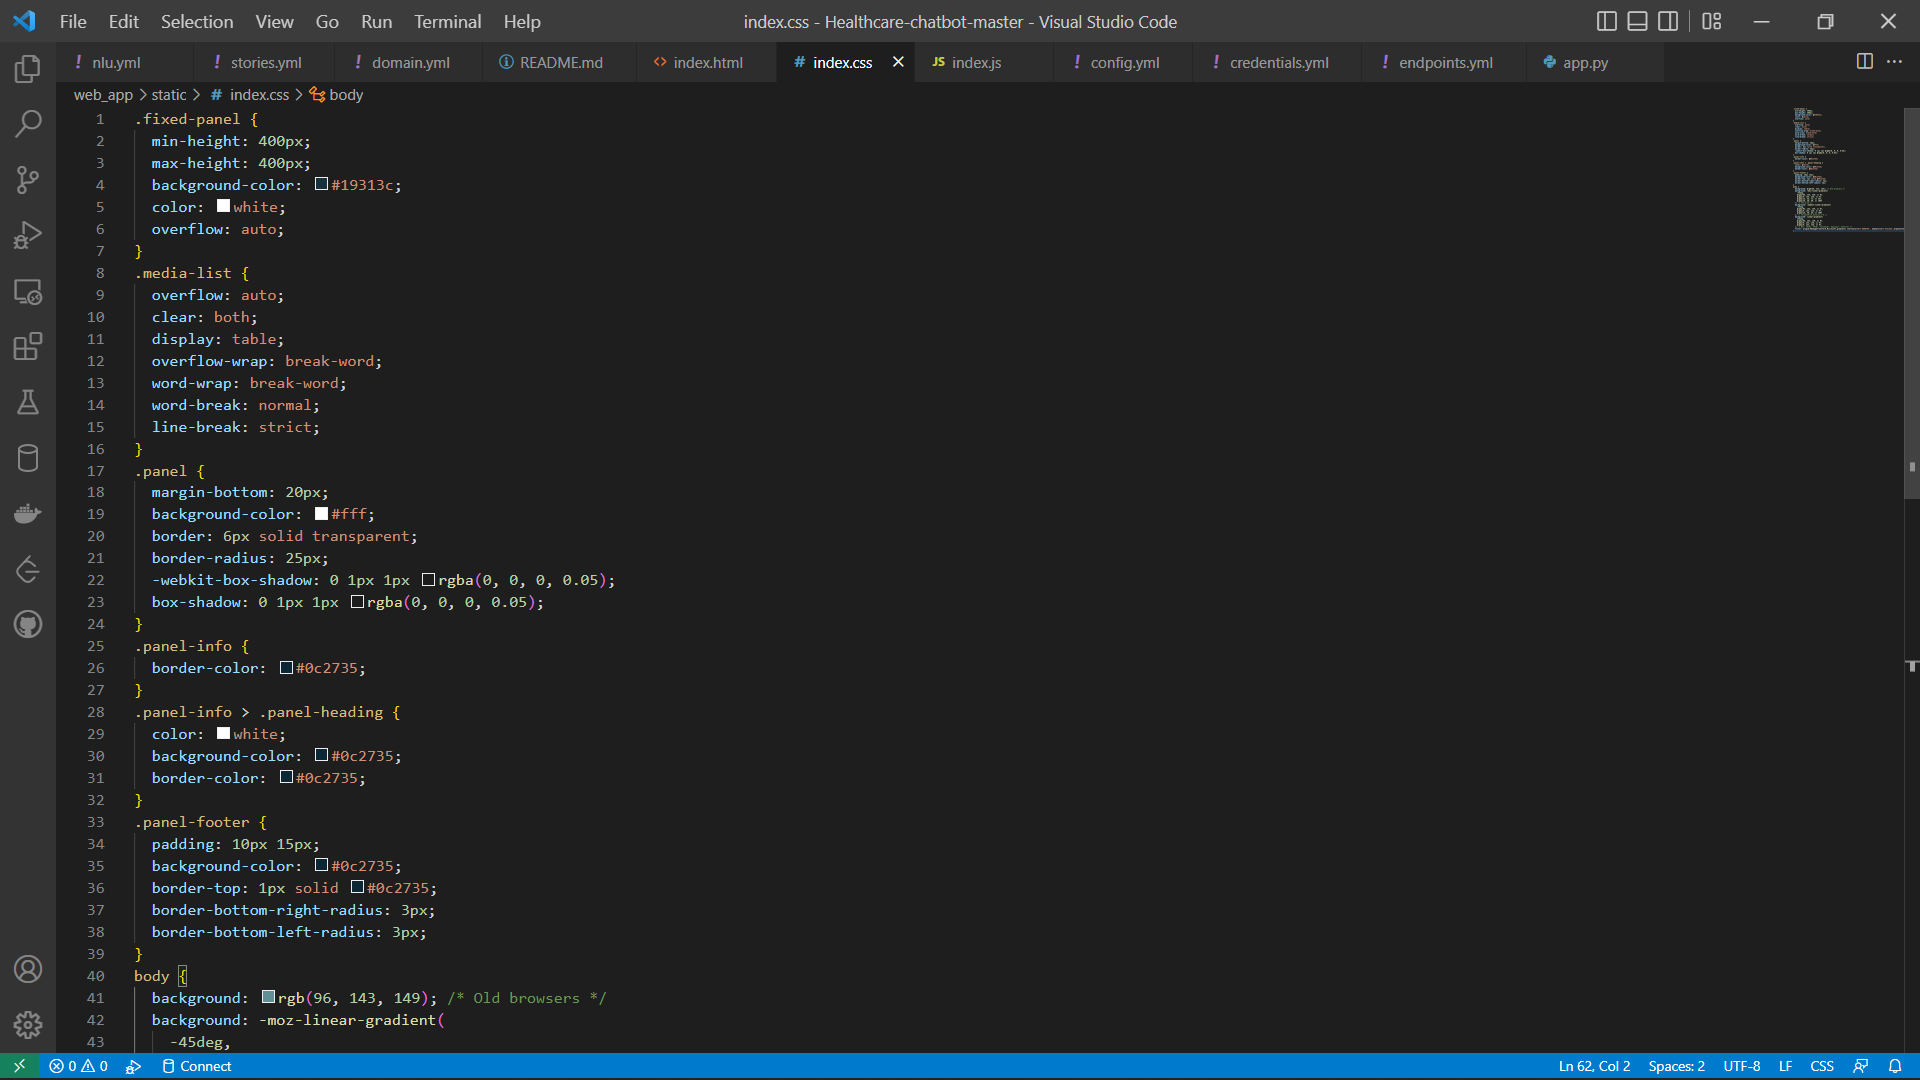 File Edit Selection View Go Run Terminal Help index.css - Healthcare-chatbot-master - Visual Studio Code
! nlu.yml ! stories.yml ! domain.yml README.md <> index.html # index.css JS index.js ! config.yml ! credentials.yml ! endpoints.yml app.py
web_app > static > # index.css > body
1 .fixed-panel {
2 min-height: 400px;
3 max-height: 400px;
4 background-color: #19313c;
5 color: white;
6 overflow: auto;
7 }
8 .media-list {
9 overflow: auto;
10 clear: both;
11 display: table;
12 overflow-wrap: break-word;
13 word-wrap: break-word;
14 word-break: normal;
15 line-break: strict;
16 }
17 .panel {
18 margin-bottom: 20px;
19 background-color: #fff;
20 border: 6px solid transparent;
21 border-radius: 25px;
22 -webkit-box-shadow: 0 1px 1px rgba(0, 0, 0, 0.05);
23 box-shadow: 0 1px 1px rgba(0, 0, 0, 0.05);
24 }
25 .panel-info {
26 border-color: #0c2735;
27 }
28 .panel-info > .panel-heading {
29 color: white;
30 background-color: #0c2735;
31 border-color: #0c2735;
32 }
33 .panel-footer {
34 padding: 10px 15px;
35 background-color: #0c2735;
36 border-top: 1px solid #0c2735;
37 border-bottom-right-radius: 3px;
38 border-bottom-left-radius: 3px;
39 }
40 body {
41 background: rgb(96, 143, 149); /* Old browsers */
42 background: -moz-linear-gradient(
43 -45deg,
0 0 Connect Ln 62, Col 2 Spaces: 2 UTF-8 LF CSS